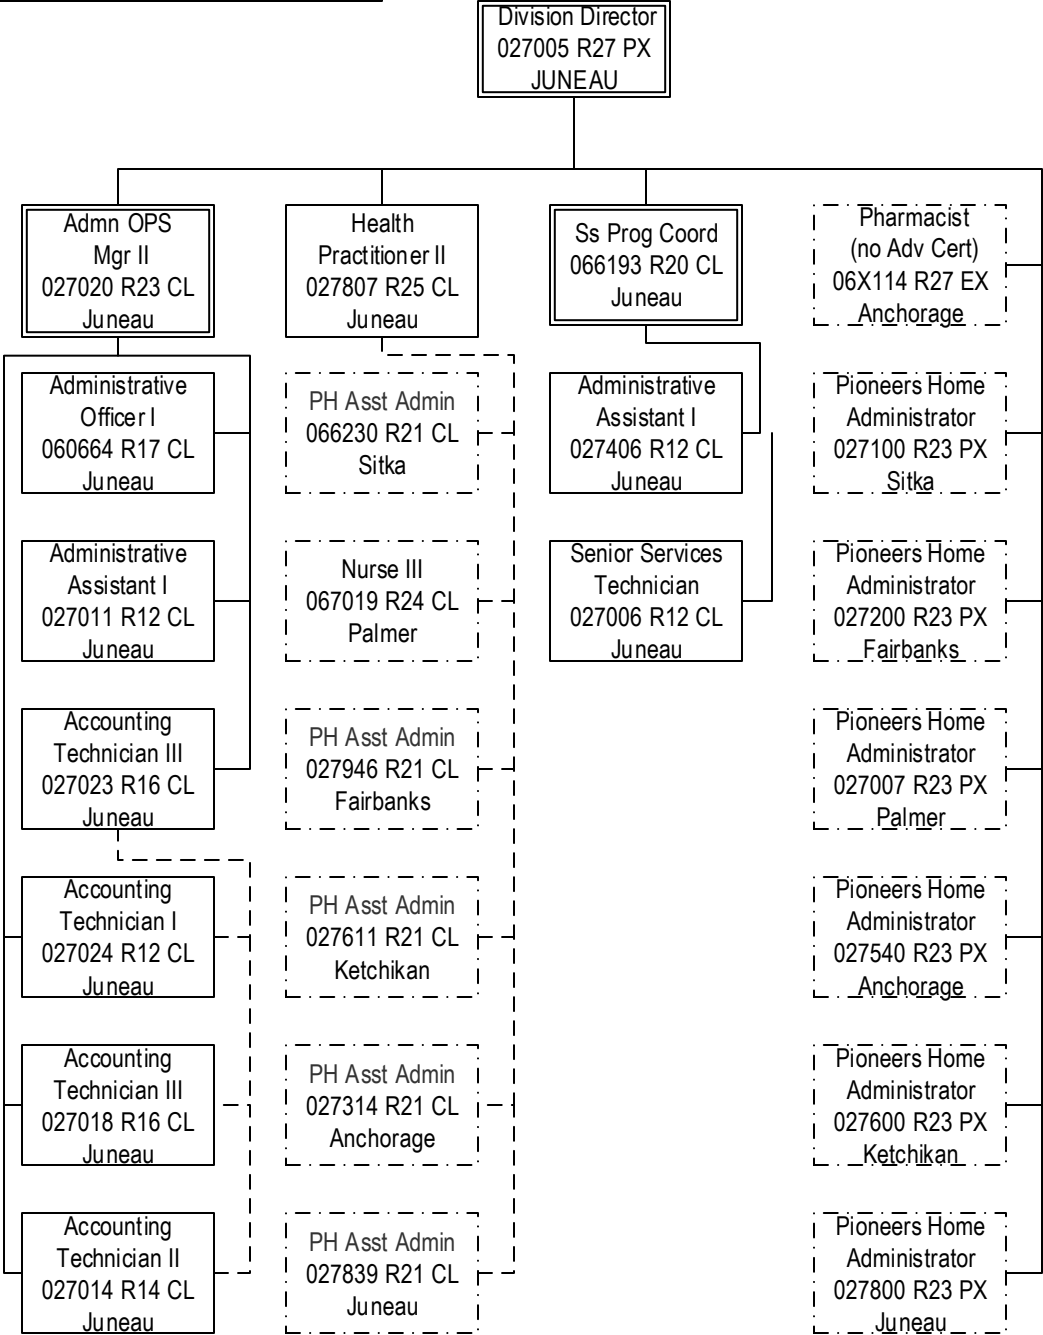 Division Director
027005 R27 PX
JUNEAU
Admn OPS
Mgr II
027020 R23 CL
Juneau
Administrative
Officer I
060664 R17 CL
Juneau
Administrative
Assistant I
027011 R12 CL
Juneau
Accounting
Technician III
027023 R16 CL
Juneau
Accounting
Technician I
027024 R12 CL
Juneau
Accounting
Technician III
027018 R16 CL
Juneau
Accounting
Technician II
027014 R14 CL
Juneau
Health
Practitioner II
027807 R25 CL
Juneau
PH Asst Admin
066230 R21 CL
Sitka
Nurse III
067019 R24 CL
Palmer
PH Asst Admin
027946 R21 CL
Fairbanks
PH Asst Admin
027611 R21 CL
Ketchikan
PH Asst Admin
027314 R21 CL
Anchorage
PH Asst Admin
027839 R21 CL
Juneau
Ss Prog Coord
066193 R20 CL
Juneau
Administrative
Assistant I
027406 R12 CL
Juneau
Senior Services
Technician
027006 R12 CL
Juneau
Pharmacist
(no Adv Cert)
06X114 R27 EX
Anchorage
Pioneers Home
Administrator
027100 R23 PX
Sitka
Pioneers Home
Administrator
027200 R23 PX
Fairbanks
Pioneers Home
Administrator
027007 R23 PX
Palmer
Pioneers Home
Administrator
027540 R23 PX
Anchorage
Pioneers Home
Administrator
027600 R23 PX
Ketchikan
Pioneers Home
Administrator
027800 R23 PX
Juneau